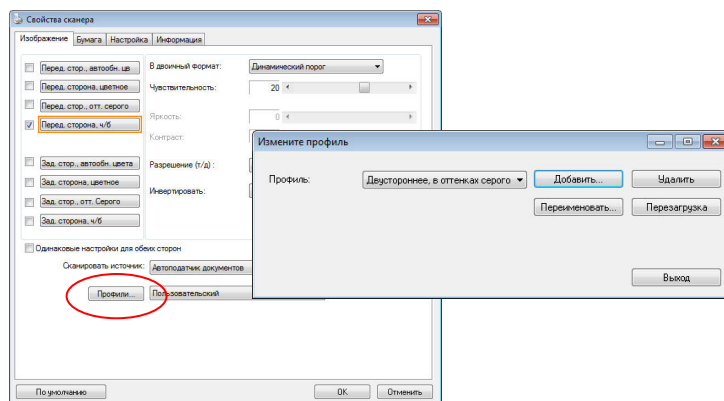 Свойства сканера
Изображение Бумага Настройка Информация
Перед. стор., автообн. цв В двоичный формат: Динамический порог
Перед. сторона, цветное Чувствительность: 20
Перед. стор., отт. серого
Яркость: 0
Перед. сторона, ч/б
Контраст:
Зад. стор., автообн. цвета Разрешение (т/д) :
Зад. сторона, цветное
Инвертировать:
Зад. стор., отт. Серого
Зад. сторона. ч/б
Одинаковые настройки для обеих сторон
Сканировать источник: Автоподатчик документов
Профили... Пользовательский
По умолчанию OK Отменить
Измените профиль
Профиль: Двустороннее, в оттенках серого Добавить... Удалить
Переименовать... Перезагрузка
Выход